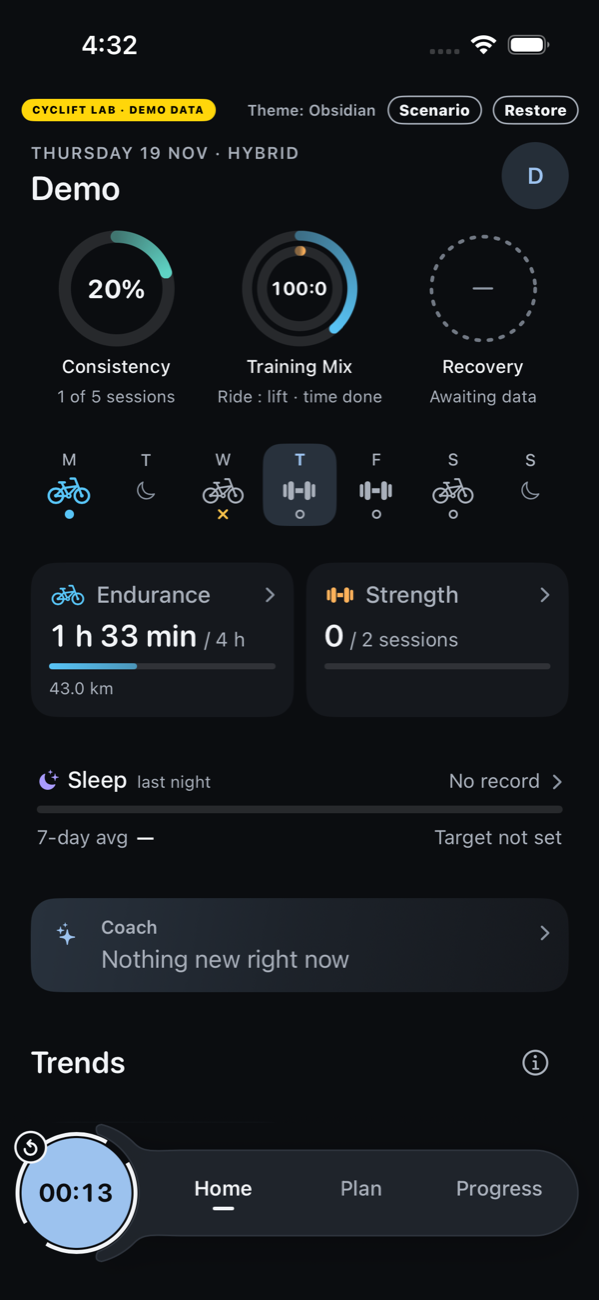 4:32
CYCLIFT LAB · DEMO DATA Theme: Obsidian Scenario Restore
THURSDAY 19 NOV · HYBRID
Demo
D
20% 100:0 —
Consistency Training Mix Recovery
1 of 5 sessions Ride : lift · time done Awaiting data
M T W T F S S
Endurance
1 h 33 min / 4 h
43.0 km
Strength
0 / 2 sessions
Sleep last night No record
7-day avg — Target not set
Coach
Nothing new right now
Trends
00:13 Home Plan Progress